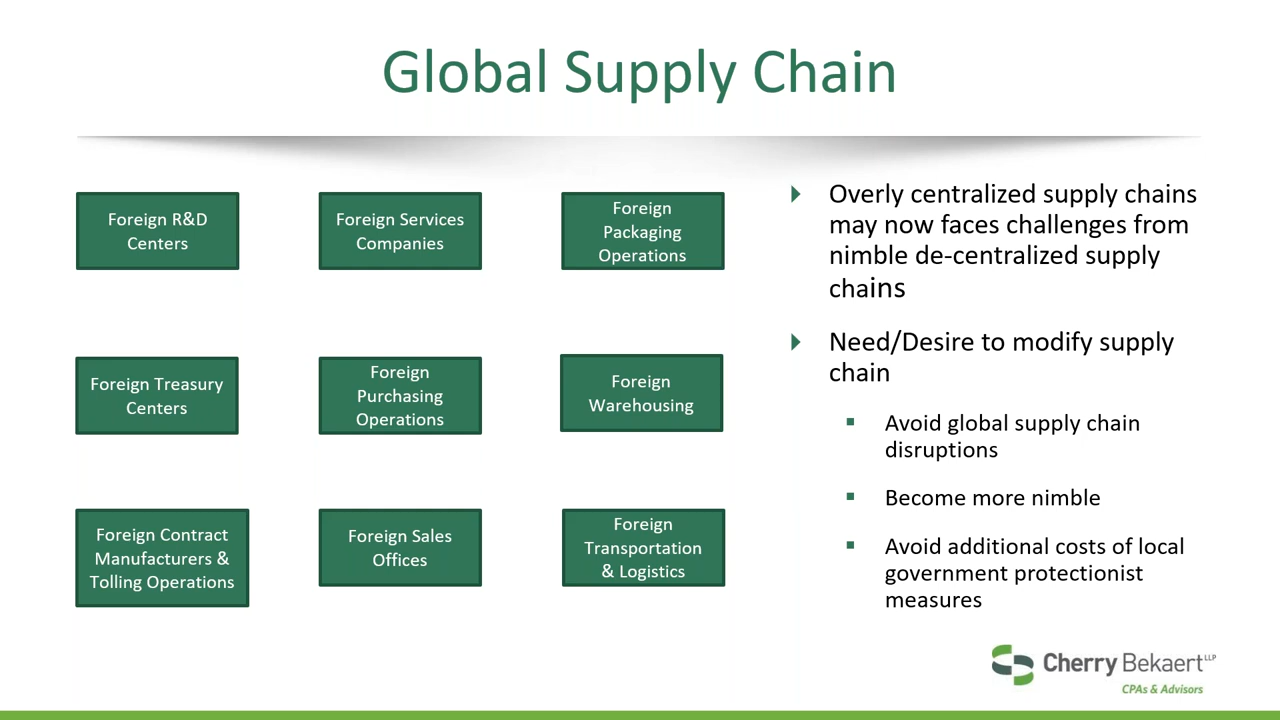 Global Supply Chain
Foreign R&D
Centers
Foreign Services
Companies
Foreign
Packaging
Operations
Foreign Treasury
Centers
Foreign
Purchasing
Operations
Foreign
Warehousing
Foreign Contract
Manufacturers &
Tolling Operations
Foreign Sales
Offices
Foreign
Transportation
& Logistics
Overly centralized supply chains
may now faces challenges from
nimble de-centralized supply
chains
Need/Desire to modify supply
chain
Avoid global supply chain
disruptions
Become more nimble
Avoid additional costs of local
government protectionist
measures
Cherry Bekaert LLP
CPAs & Advisors